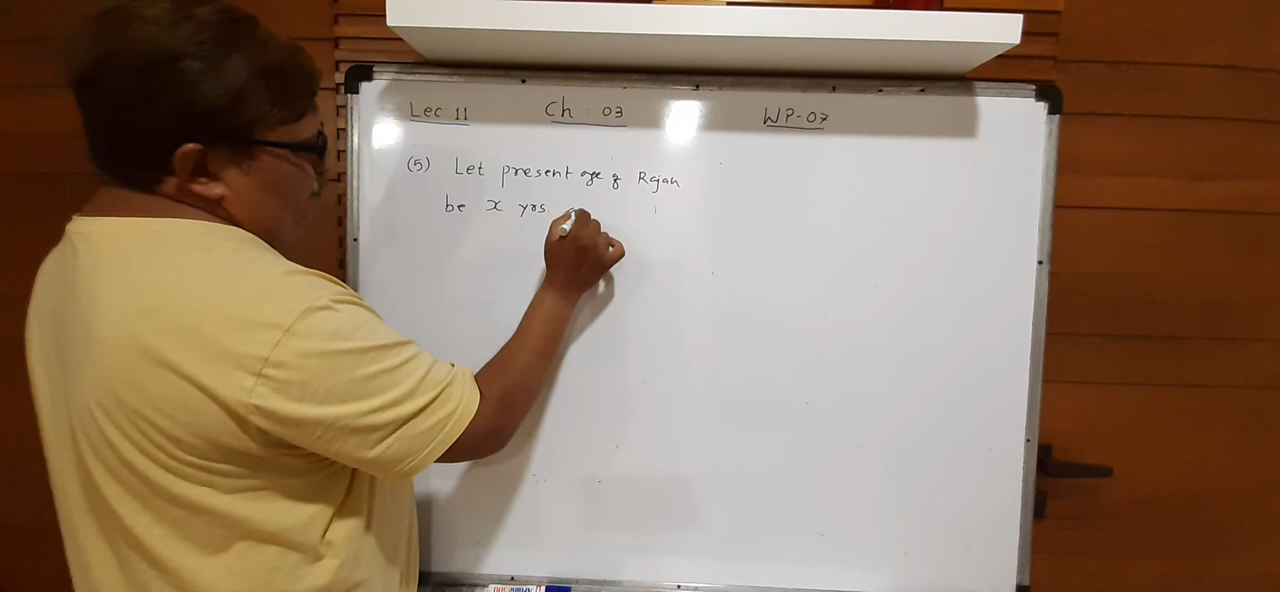 Lec 11 Ch : 03 WP-07
(5) Let present age of Rajan
be x yrs.